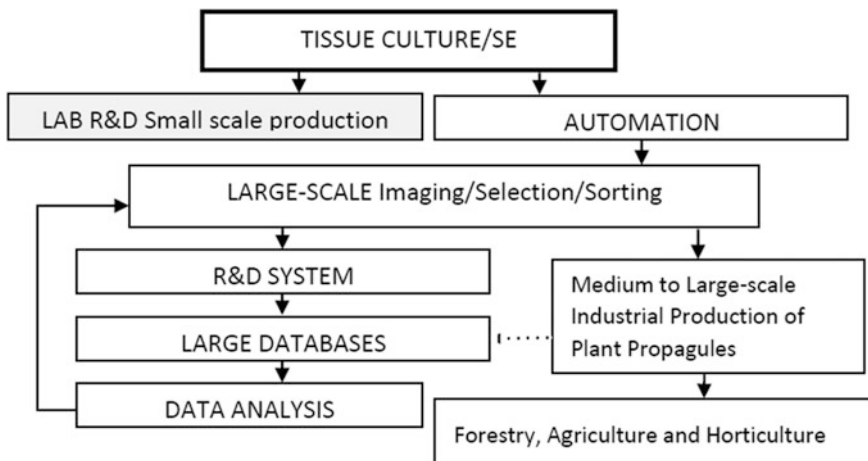 TISSUE CULTURE/SE
LAB R&D Small scale production
AUTOMATION
LARGE-SCALE Imaging/Selection/Sorting
R&D SYSTEM
Medium to Large-scale
Industrial Production of
Plant Propagules
LARGE DATABASES
DATA ANALYSIS
Forestry, Agriculture and Horticulture